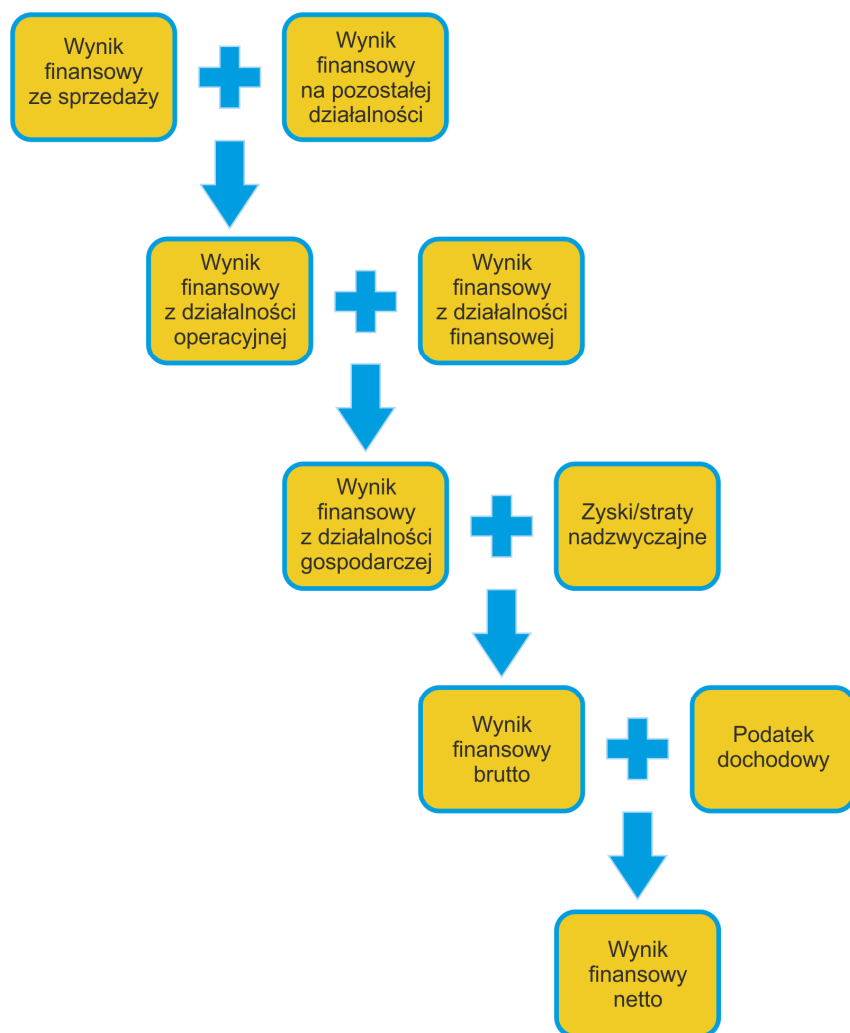 Wynik
finansowy
ze sprzedaży
Wynik
finansowy
na pozostałej
działalności
Wynik
finansowy
z działalności
operacyjnej
Wynik
finansowy
z działalności
finansowej
Wynik
finansowy
z działalności
gospodarczej
Zyski/straty
nadzwyczajne
Wynik
finansowy
brutto
Podatek
dochodowy
Wynik
finansowy
netto